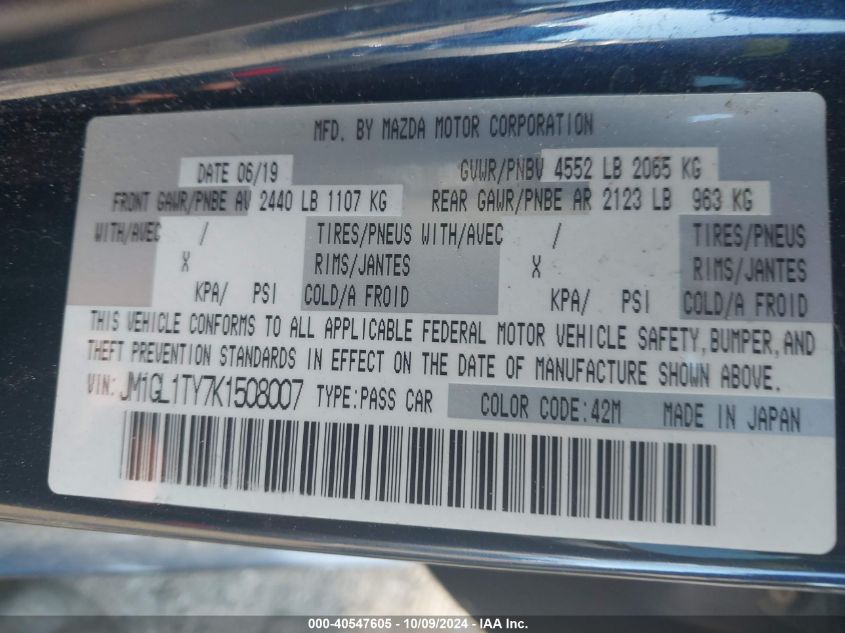 MFD. BY MAZDA MOTOR CORPORATION
DATE 06/19 GVWR/PNBV 4552 LB 2065 KG
FRONT GAWR/PNBE AV 2440 LB 1107 KG REAR GAWR/PNBE AR 2123 LB 963 KG
WITH/AVEC / TIRES/PNEUS WITH/AVEC / TIRES/PNEUS
X RIMS/JANTES X RIMS/JANTES
KPA/ PSI COLD/A FROID KPA/ PSI COLD/A FROID
THIS VEHICLE CONFORMS TO ALL APPLICABLE FEDERAL MOTOR VEHICLE SAFETY, BUMPER, AND
THEFT PREVENTION STANDARDS IN EFFECT ON THE DATE OF MANUFACTURE SHOWN ABOVE.
VIN: JM1GL1TY7K1508007 TYPE:PASS CAR COLOR CODE:42M MADE IN JAPAN
000-40547605 - 10/09/2024 - IAA Inc.